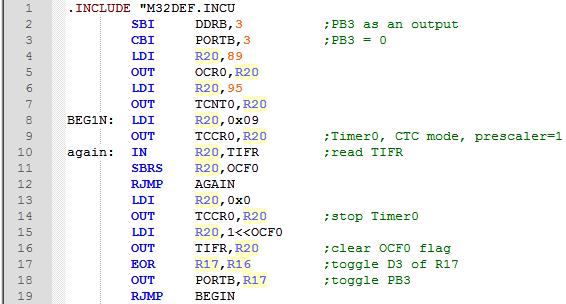 1 .INCLUDE "M32DEF.INCU
2 SBI DDRB,3 ;PB3 as an output
3 CBI PORTB,3 ;PB3 = 0
4 LDI R20,89
5 OUT OCR0,R20
6 LDI R20,95
7 OUT TCNT0,R20
8 BEG1N: LDI R20,0x09
9 OUT TCCR0,R20 ;Timer0, CTC mode, prescaler=1
10 again: IN R20,TIFR ;read TIFR
11 SBRS R20,OCF0
12 RJMP AGAIN
13 LDI R20,0x0
14 OUT TCCR0,R20 ;stop Timer0
15 LDI R20,1<<OCF0
16 OUT TIFR,R20 ;clear OCF0 flag
17 EOR R17,R16 ;toggle D3 of R17
18 OUT PORTB,R17 ;toggle PB3
19 RJMP BEGIN